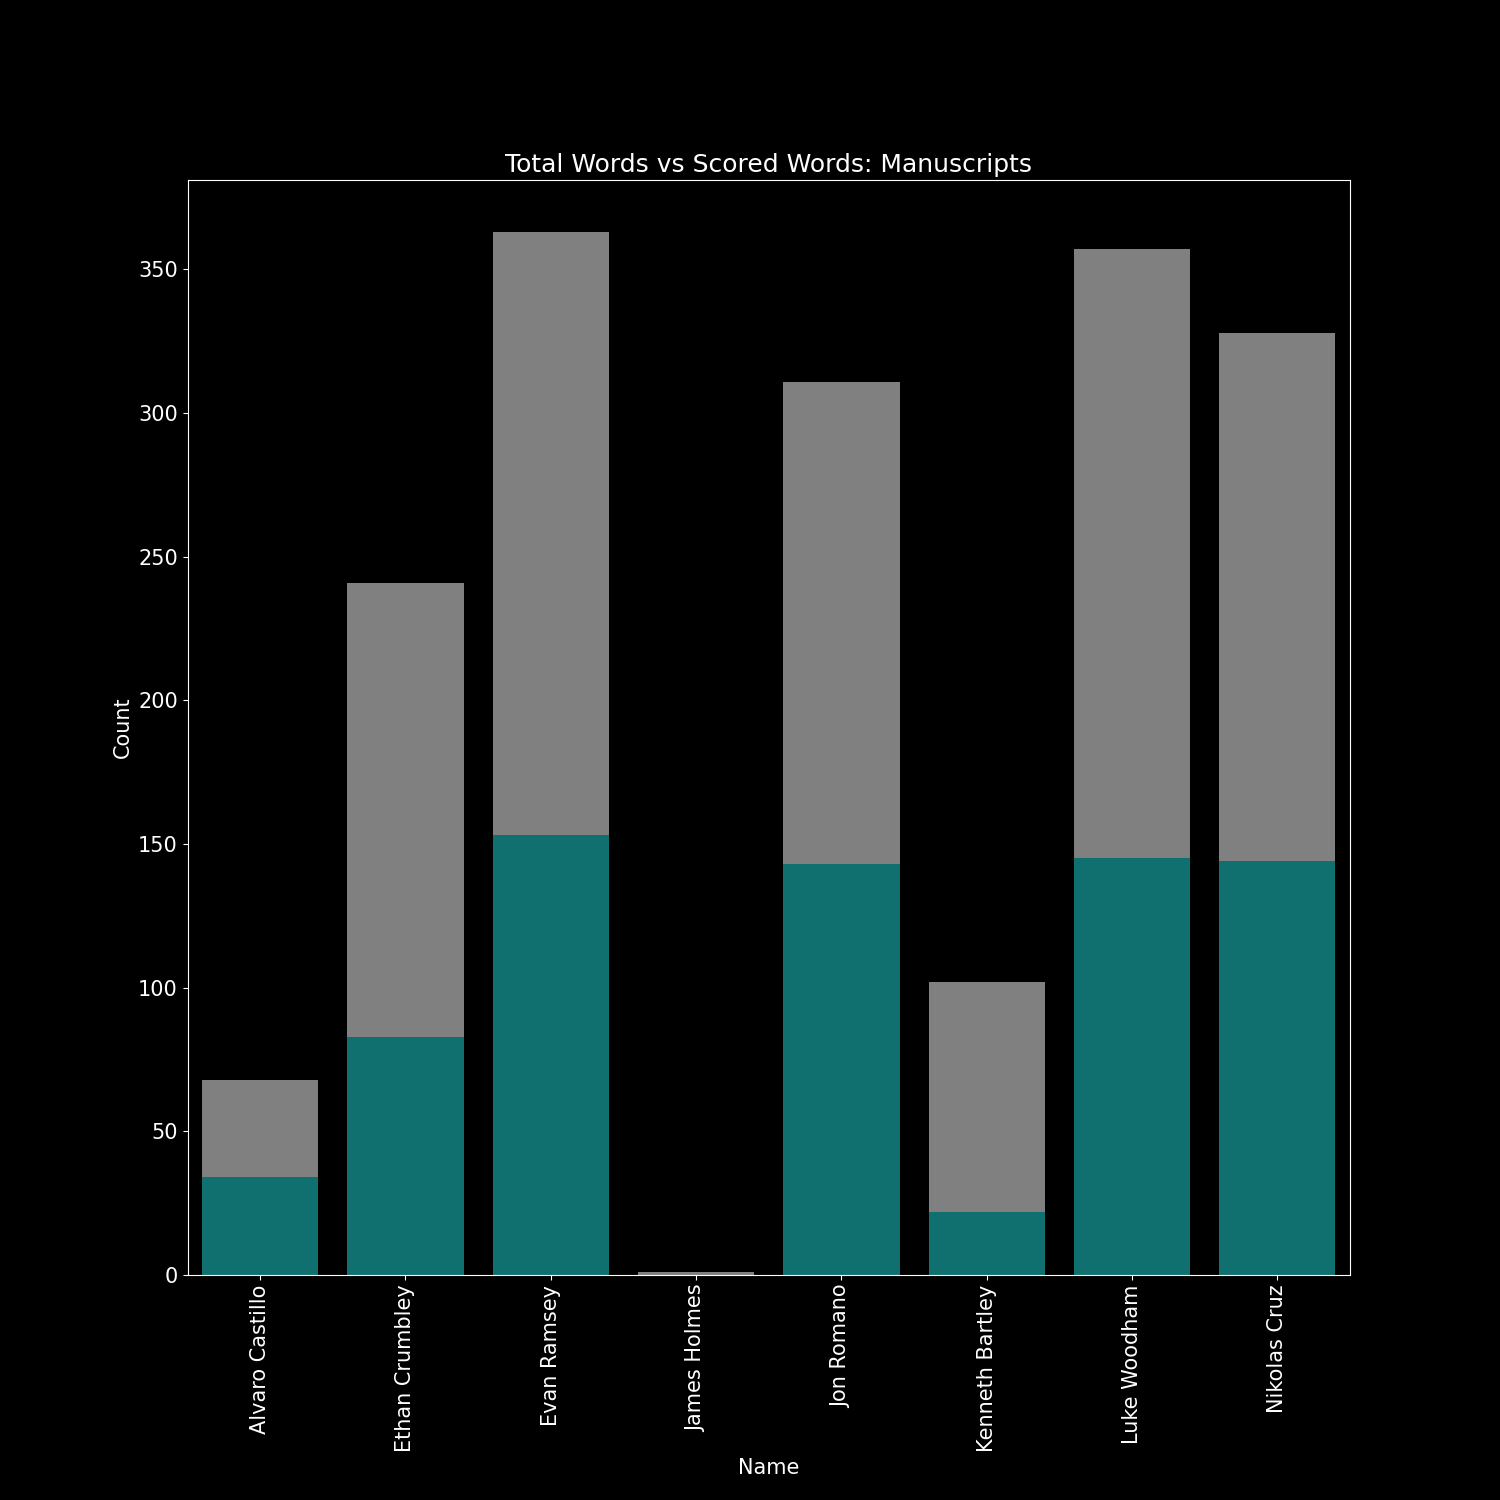 Total Words vs Scored Words: Manuscripts
Count
350
300
250
200
150
100
50
0
Alvaro Castillo
Ethan Crumbley
Evan Ramsey
James Holmes
Jon Romano
Kenneth Bartley
Luke Woodham
Nikolas Cruz
Name